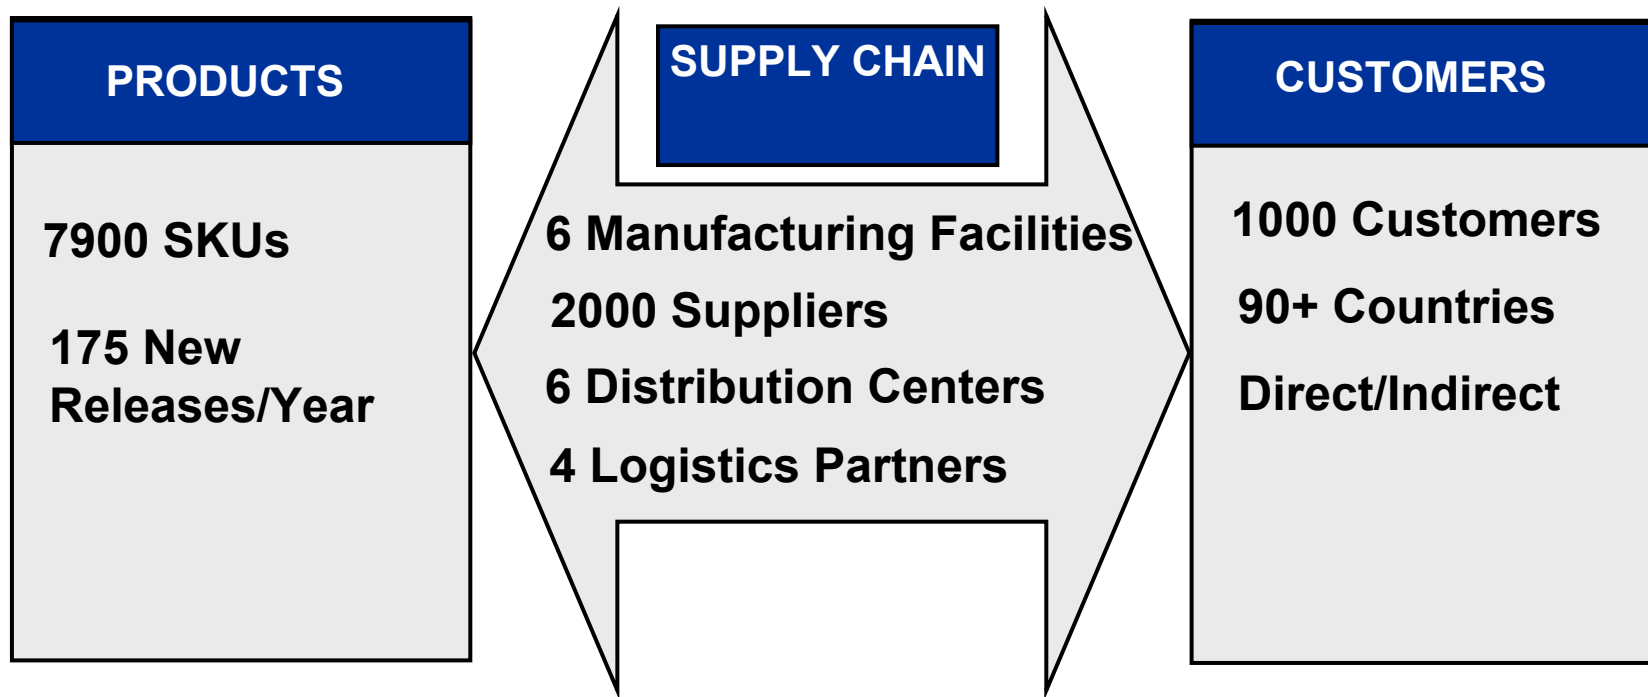 PRODUCTS
7900 SKUs
175 New
Releases/Year
SUPPLY CHAIN
6 Manufacturing Facilities
2000 Suppliers
6 Distribution Centers
4 Logistics Partners
CUSTOMERS
1000 Customers
90+ Countries
Direct/Indirect